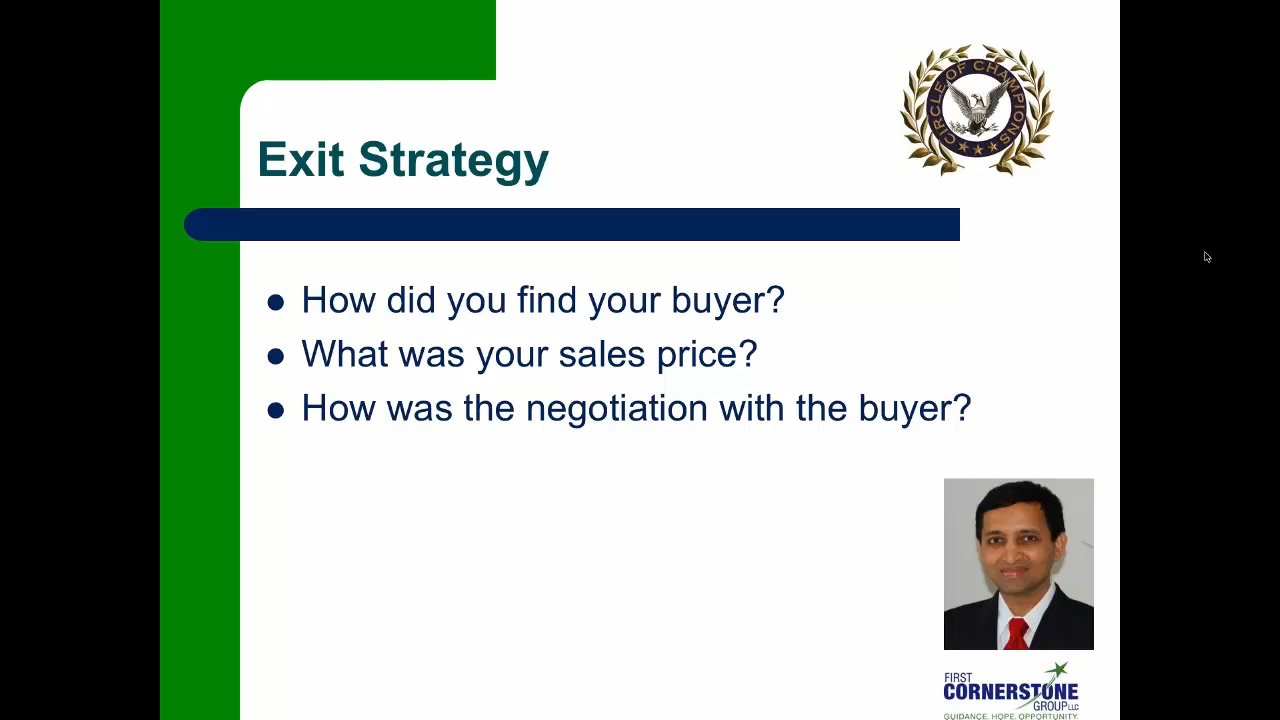 CIRCLE OF CHAMPIONS
Exit Strategy
How did you find your buyer?
What was your sales price?
How was the negotiation with the buyer?
FIRST
CORNERSTONE
GROUP LLC
GUIDANCE. HOPE. OPPORTUNITY.